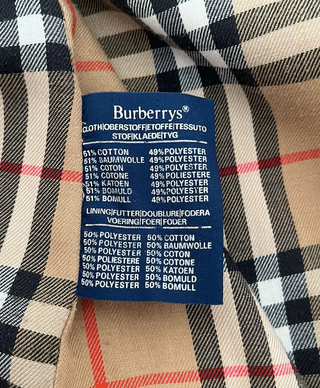 Burberrys®
CLOTH|OBERSTOFF|ETOFFE|TESSUTO
STOF|KLAEDE|TYG
51% COTTON 49% POLYESTER
51% BAUMWOLLE 49% POLYESTER
51% COTON 49% POLYESTER
51% COTONE 49% POLIESTERE
51% KATOEN 49% POLYESTER
51% BOMULD 49% POLYESTER
51% BOMULL 49% POLYESTER
LINING|FUTTER|DOUBLURE|FODERA
VOERING|FOER|FODER
50% POLYESTER 50% COTTON
50% POLYESTER 50% BAUMWOLLE
50% POLYESTER 50% COTON
50% POLIESTERE 50% COTONE
50% POLYESTER 50% KATOEN
50% POLYESTER 50% BOMULD
50% POLYESTER 50% BOMULL